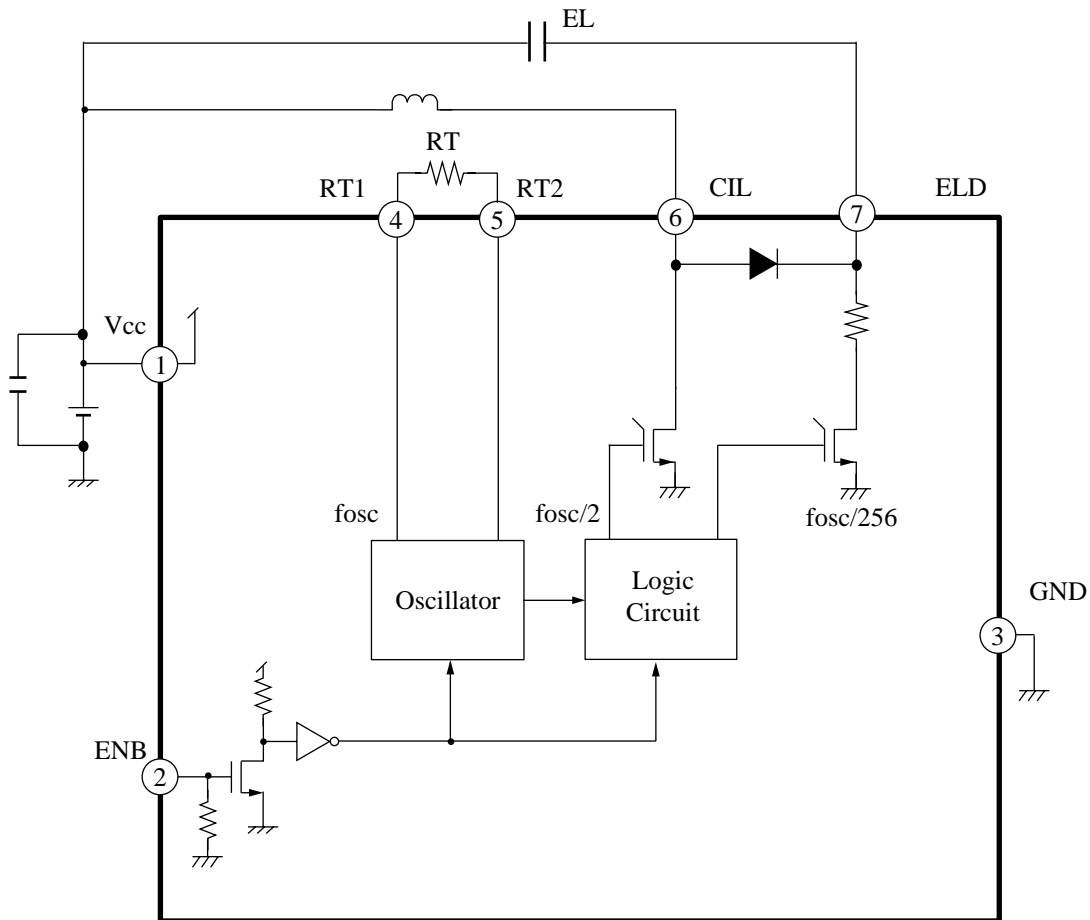 EL
RT
RT1
RT2
CIL
ELD
4
5
6
7
Vcc
1
fosc
fosc/2
fosc/256
Oscillator
Logic
Circuit
GND
3
ENB
2